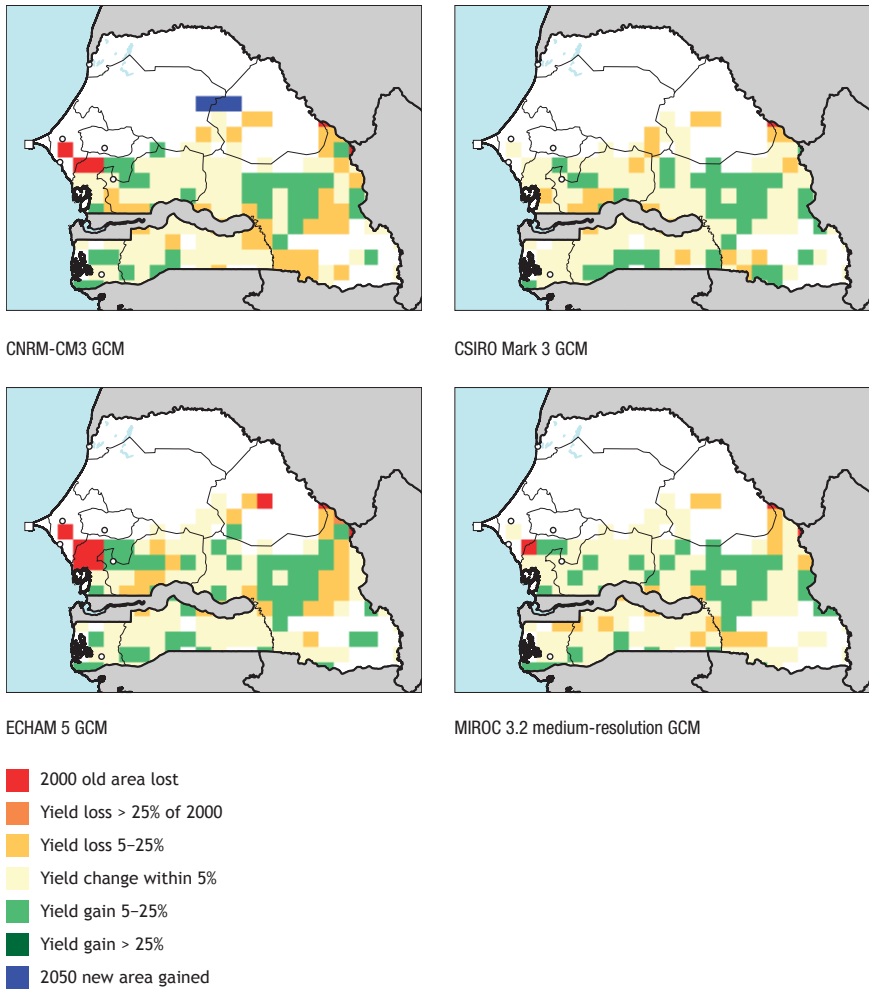 CNRM-CM3 GCM
CSIRO Mark 3 GCM
ECHAM 5 GCM
MIROC 3.2 medium-resolution GCM
2000 old area lost
Yield loss > 25% of 2000
Yield loss 5–25%
Yield change within 5%
Yield gain 5–25%
Yield gain > 25%
2050 new area gained